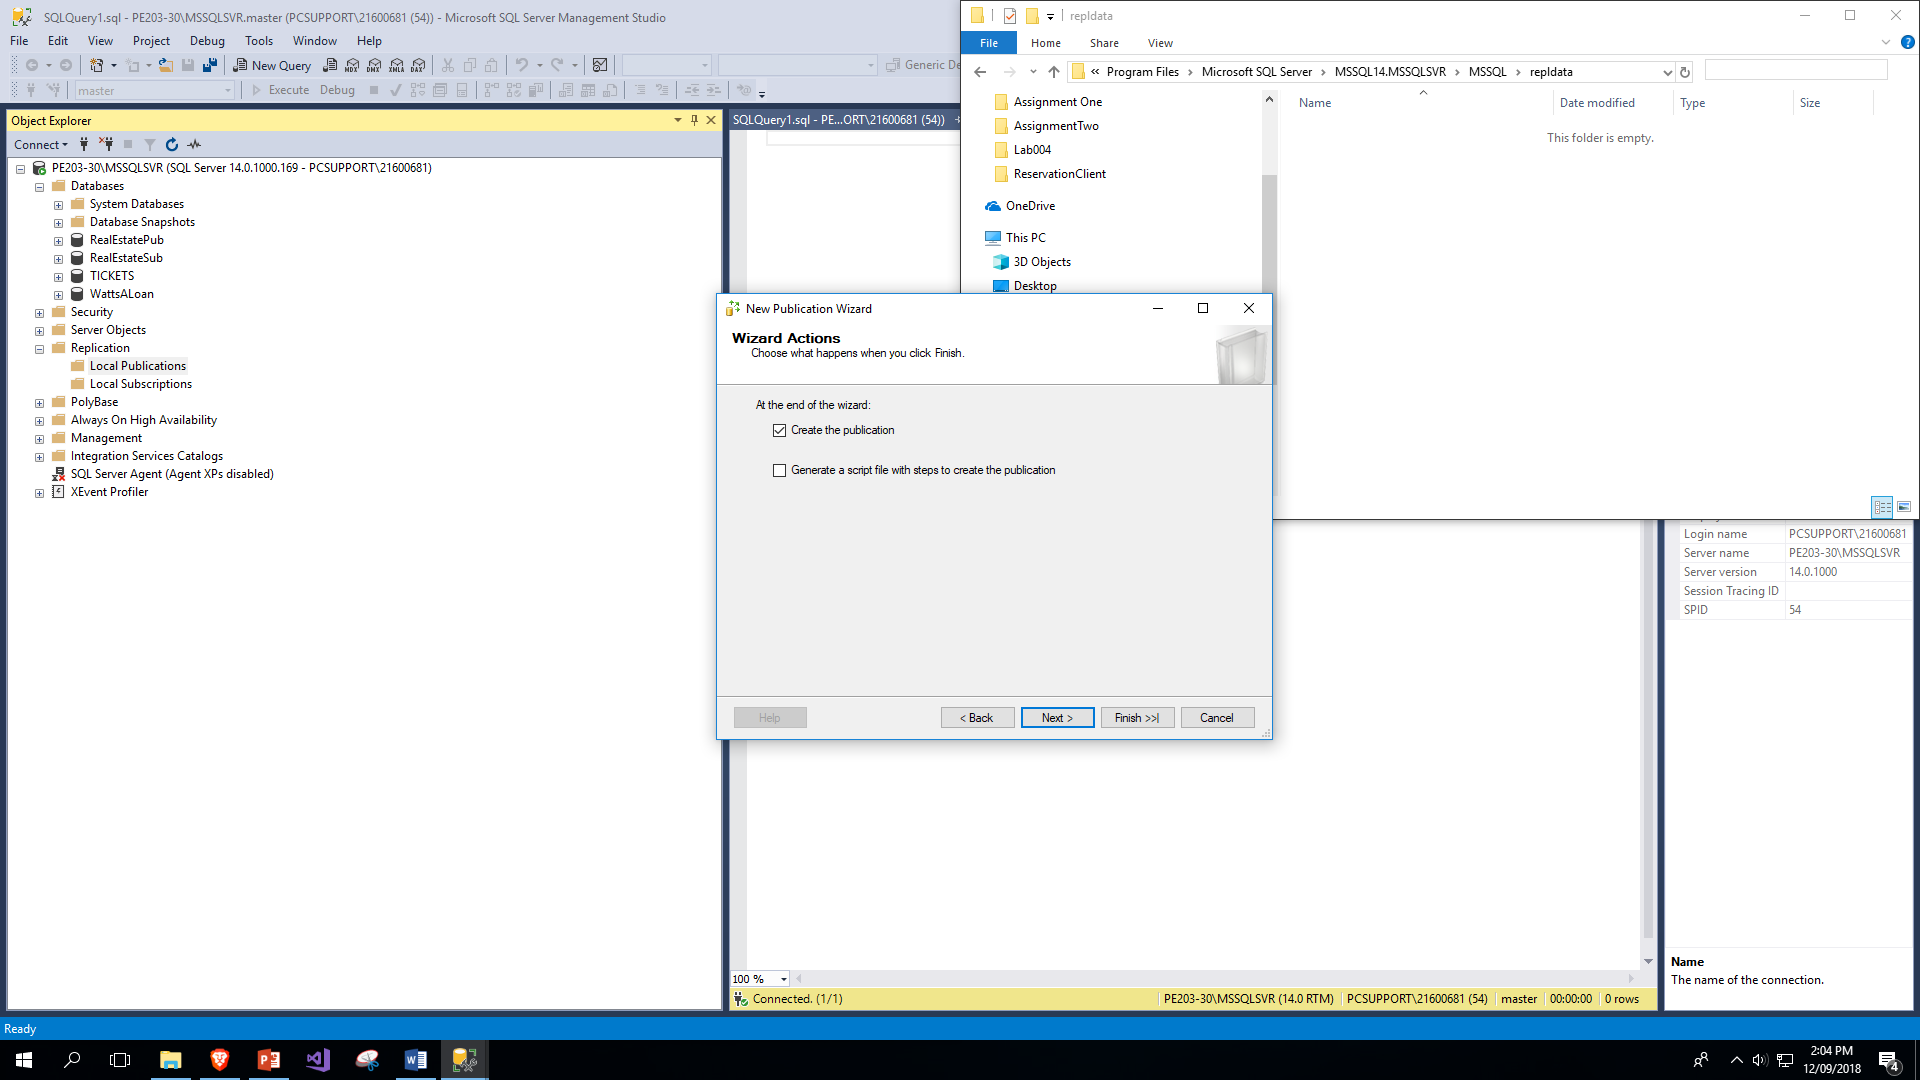 SQLQuery1.sql - PE203-30\MSSQLSVR.master (PCSUPPORT\21600681 (54)) - Microsoft SQL Server Management Studio
File Edit View Project Debug Tools Window Help
New Query MDX DMX XMLA DAX Generic De
master Execute Debug
Object Explorer
Connect
PE203-30\MSSQLSVR (SQL Server 14.0.1000.169 - PCSUPPORT\21600681)
Databases
System Databases
Database Snapshots
RealEstatePub
RealEstateSub
TICKETS
WattsALoan
Security
Server Objects
Replication
Local Publications
Local Subscriptions
PolyBase
Always On High Availability
Management
Integration Services Catalogs
SQL Server Agent (Agent XPs disabled)
XEvent Profiler
SQLQuery1.sql - PE...ORT\21600681 (54))
repldata
File Home Share View
« Program Files > Microsoft SQL Server > MSSQL14.MSSQLSVR > MSSQL > repldata
Assignment One
AssignmentTwo
Lab004
ReservationClient
OneDrive
This PC
3D Objects
Desktop
Name Date modified Type Size
This folder is empty.
New Publication Wizard
Wizard Actions
Choose what happens when you click Finish.
At the end of the wizard:
Create the publication
Generate a script file with steps to create the publication
Help < Back Next > Finish >>| Cancel
Login name PCSUPPORT\21600681
Server name PE203-30\MSSQLSVR
Server version 14.0.1000
Session Tracing ID
SPID 54
Name
The name of the connection.
100 %
Connected. (1/1) PE203-30\MSSQLSVR (14.0 RTM) PCSUPPORT\21600681 (54) master 00:00:00 0 rows
Ready
2:04 PM
12/09/2018
4